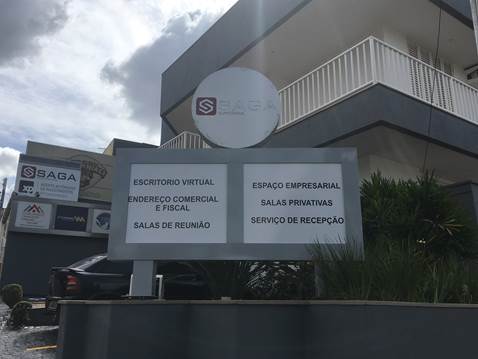 SAGA
ESCRITORIO VIRTUAL
ENDEREÇO COMERCIAL
E FISCAL
SALAS DE REUNIÃO
ESPAÇO EMPRESARIAL
SALAS PRIVATIVAS
SERVIÇO DE RECEPÇÃO
SAGA